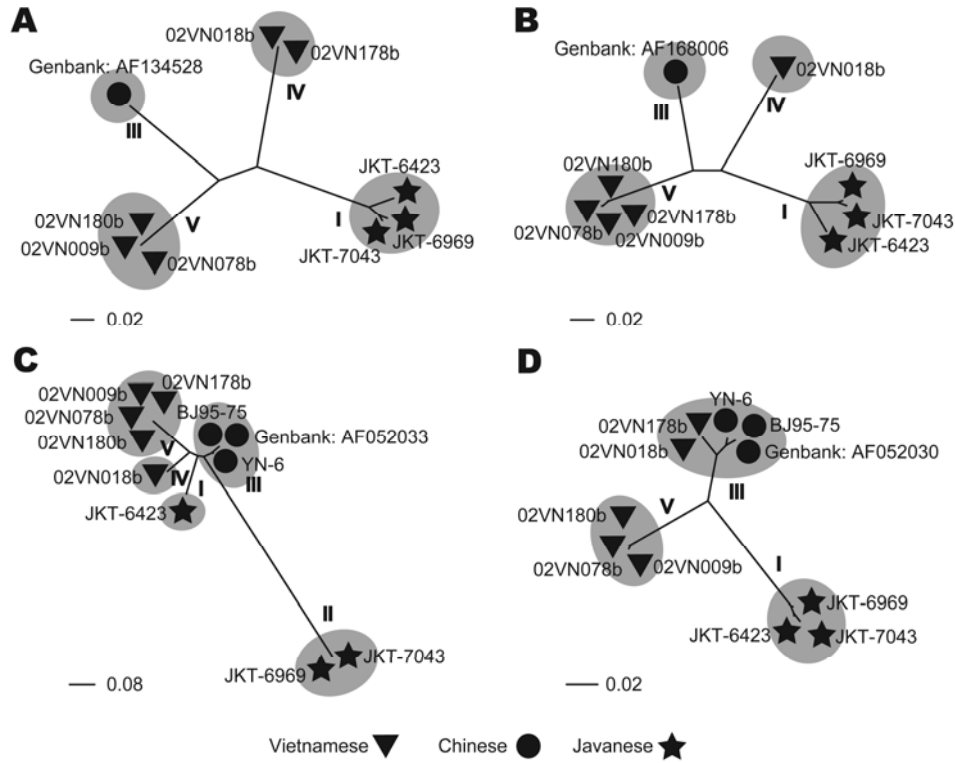 A
02VN018b
02VN178b
Genbank: AF134528
IV
III
JKT-6423
02VN180b
V
I
02VN009b
JKT-6969
02VN078b
JKT-7043
0.02
B
Genbank: AF168006
02VN018b
IV
III
JKT-6969
02VN180b
V
I
02VN178b
JKT-7043
02VN078b
02VN009b
JKT-6423
0.02
C
02VN009b
02VN178b
02VN078b
BJ95-75
02VN180b
Genbank: AF052033
V
YN-6
02VN018b
IV
I
III
JKT-6423
II
JKT-7043
JKT-6969
0.08
D
YN-6
02VN178b
BJ95-75
02VN018b
Genbank: AF052030
III
V
02VN180b
02VN078b
02VN009b
I
JKT-6969
JKT-6423
JKT-7043
0.02
Vietnamese Chinese Javanese